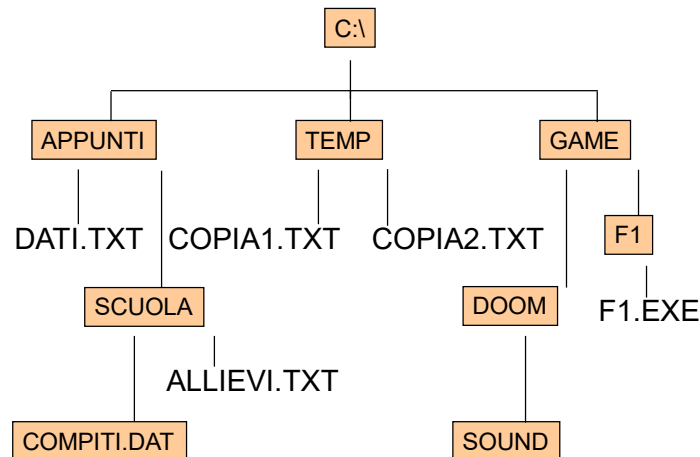 C:\
APPUNTI TEMP GAME
DATI.TXT COPIA1.TXT COPIA2.TXT F1
SCUOLA DOOM F1.EXE
ALLIEVI.TXT
COMPITI.DAT SOUND